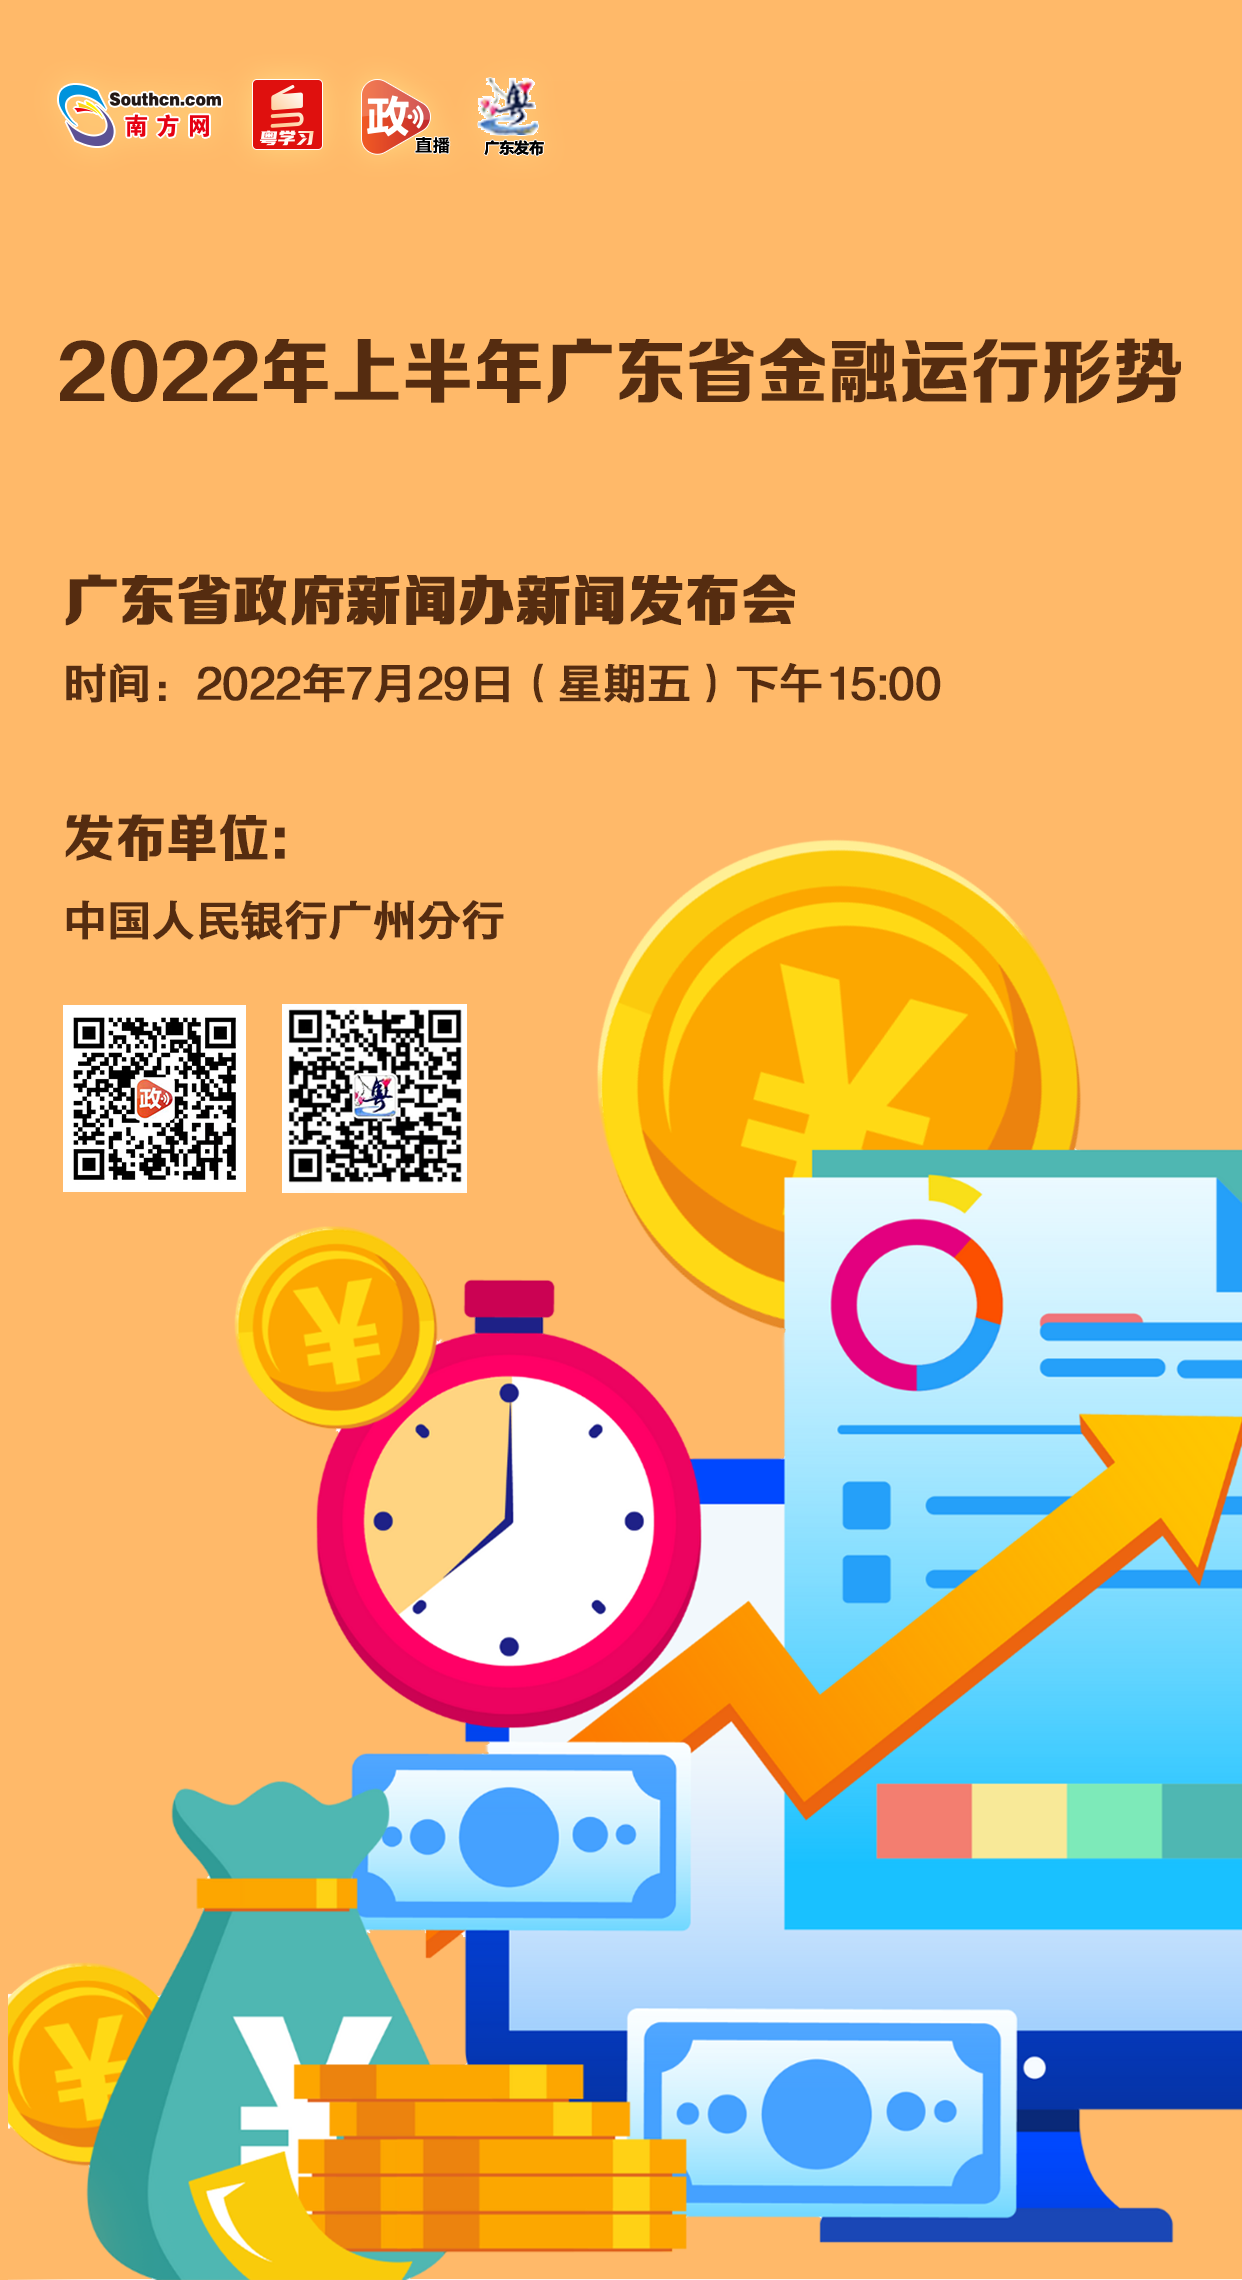 Southcn.com
南方网
粤学习
政
直播
粤
广东发布
2022年上半年广东省金融运行形势
广东省政府新闻办新闻发布会
时间：2022年7月29日（星期五）下午15:00
发布单位:
中国人民银行广州分行
政
粤
¥
¥
¥
¥